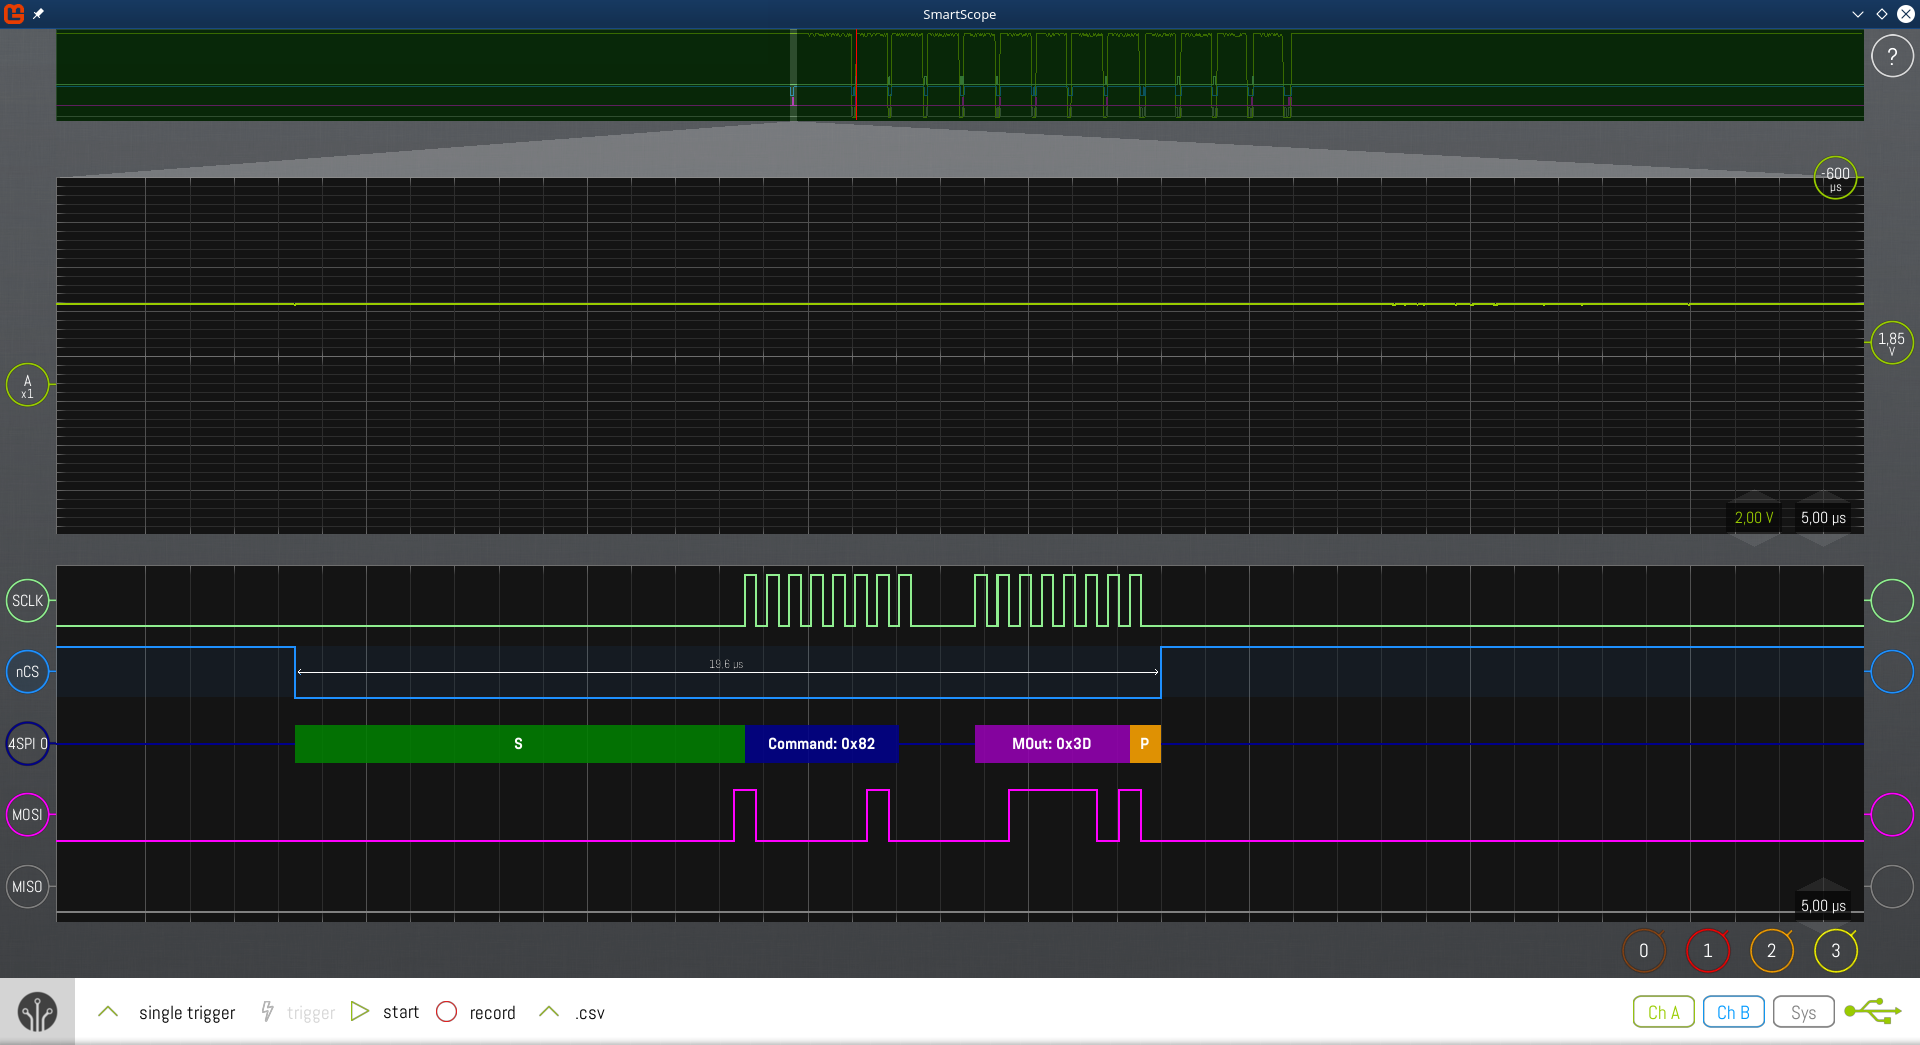 SmartScope
?
-600
µs
A
x1
1,85
V
2,00 V
5,00 µs
SCLK
nCS
19.6 µs
4SPI 0
S
Command: 0x82
MOut: 0x3D
P
MOSI
MISO
5,00 µs
0
1
2
3
single trigger
trigger
start
record
.csv
Ch A
Ch B
Sys